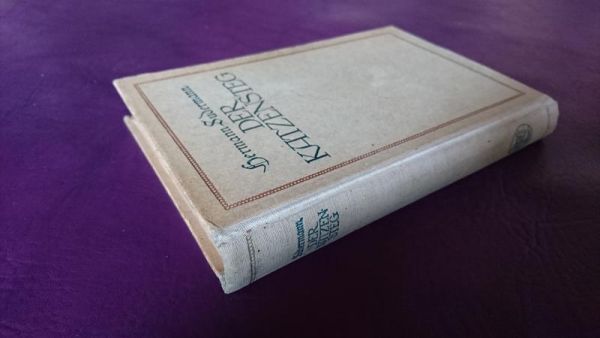 Hermann Sudermann
DER
KATZENSTEG
Sudermann
DER
KATZEN-
STEG